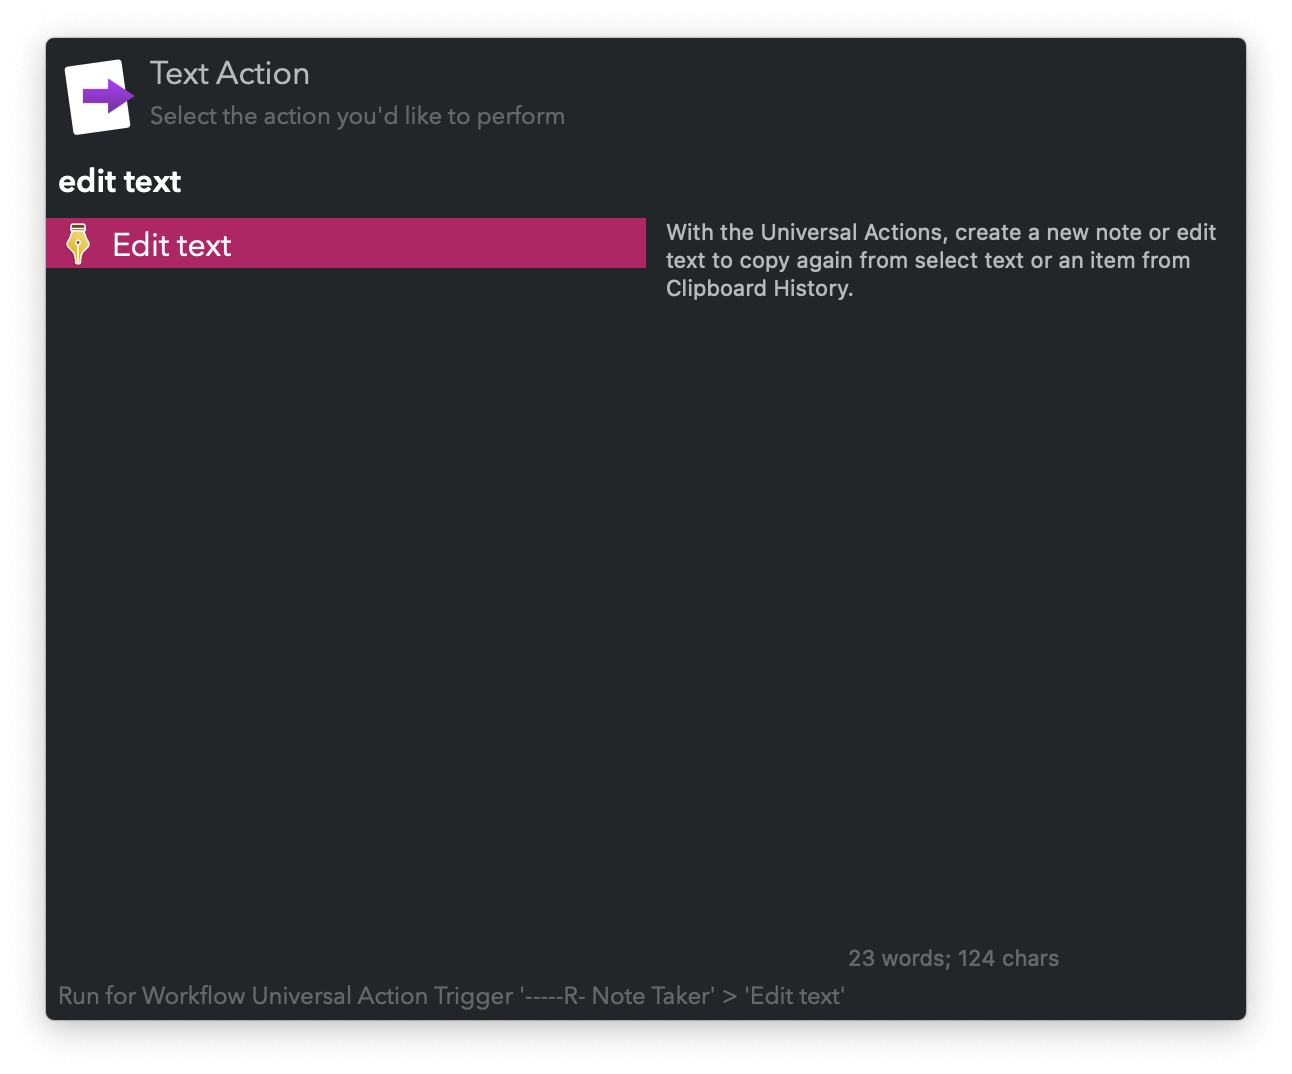 Text Action
Select the action you'd like to perform
edit text
Edit text
With the Universal Actions, create a new note or edit
text to copy again from select text or an item from
Clipboard History.
23 words; 124 chars
Run for Workflow Universal Action Trigger '-----R- Note Taker' > 'Edit text'